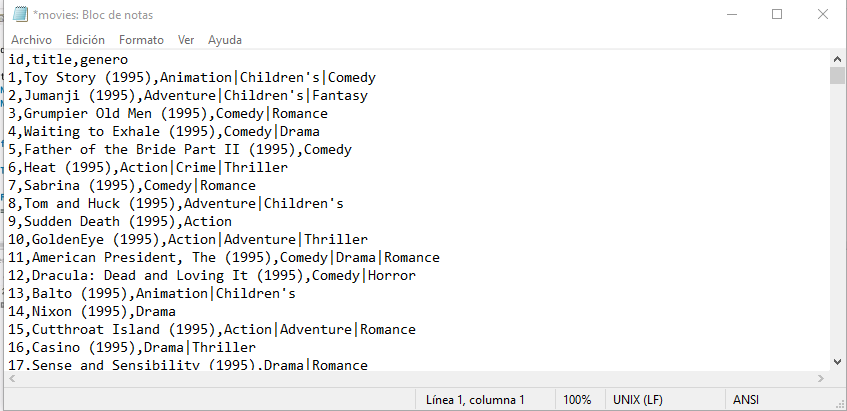 *movies: Bloc de notas
Archivo Edición Formato Ver Ayuda
id,title,genero
1,Toy Story (1995),Animation|Children's|Comedy
2,Jumanji (1995),Adventure|Children's|Fantasy
3,Grumpier Old Men (1995),Comedy|Romance
4,Waiting to Exhale (1995),Comedy|Drama
5,Father of the Bride Part II (1995),Comedy
6,Heat (1995),Action|Crime|Thriller
7,Sabrina (1995),Comedy|Romance
8,Tom and Huck (1995),Adventure|Children's
9,Sudden Death (1995),Action
10,GoldenEye (1995),Action|Adventure|Thriller
11,American President, The (1995),Comedy|Drama|Romance
12,Dracula: Dead and Loving It (1995),Comedy|Horror
13,Balto (1995),Animation|Children's
14,Nixon (1995),Drama
15,Cutthroat Island (1995),Action|Adventure|Romance
16,Casino (1995),Drama|Thriller
17,Sense and Sensibility (1995),Drama|Romance
Línea 1, columna 1 100% UNIX (LF) ANSI